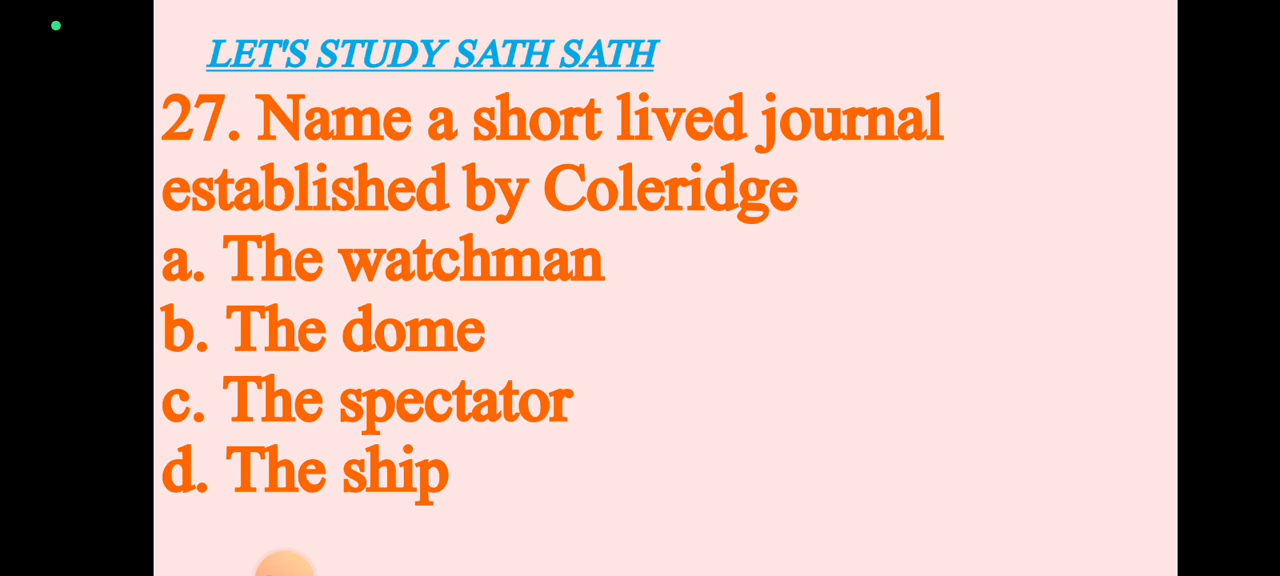 LET'S STUDY SATH SATH
27. Name a short lived journal
established by Coleridge
a. The watchman
b. The dome
c. The spectator
d. The ship